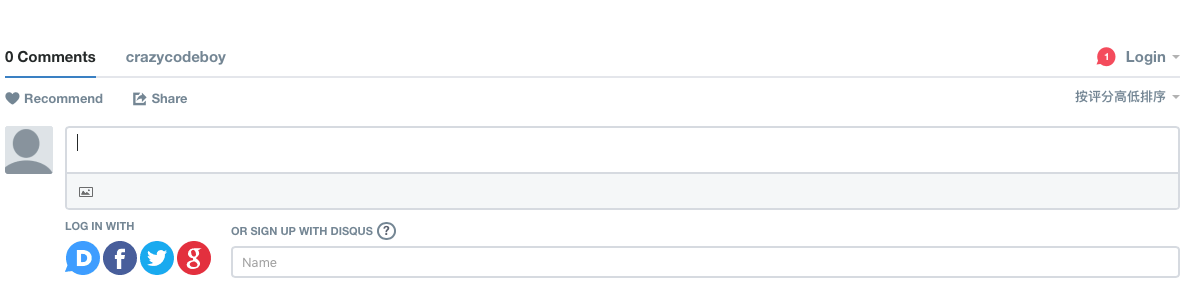 0 Comments crazycodeboy 1 Login
Recommend Share 按评分高低排序
LOG IN WITH
OR SIGN UP WITH DISQUS ?
D f g
Name